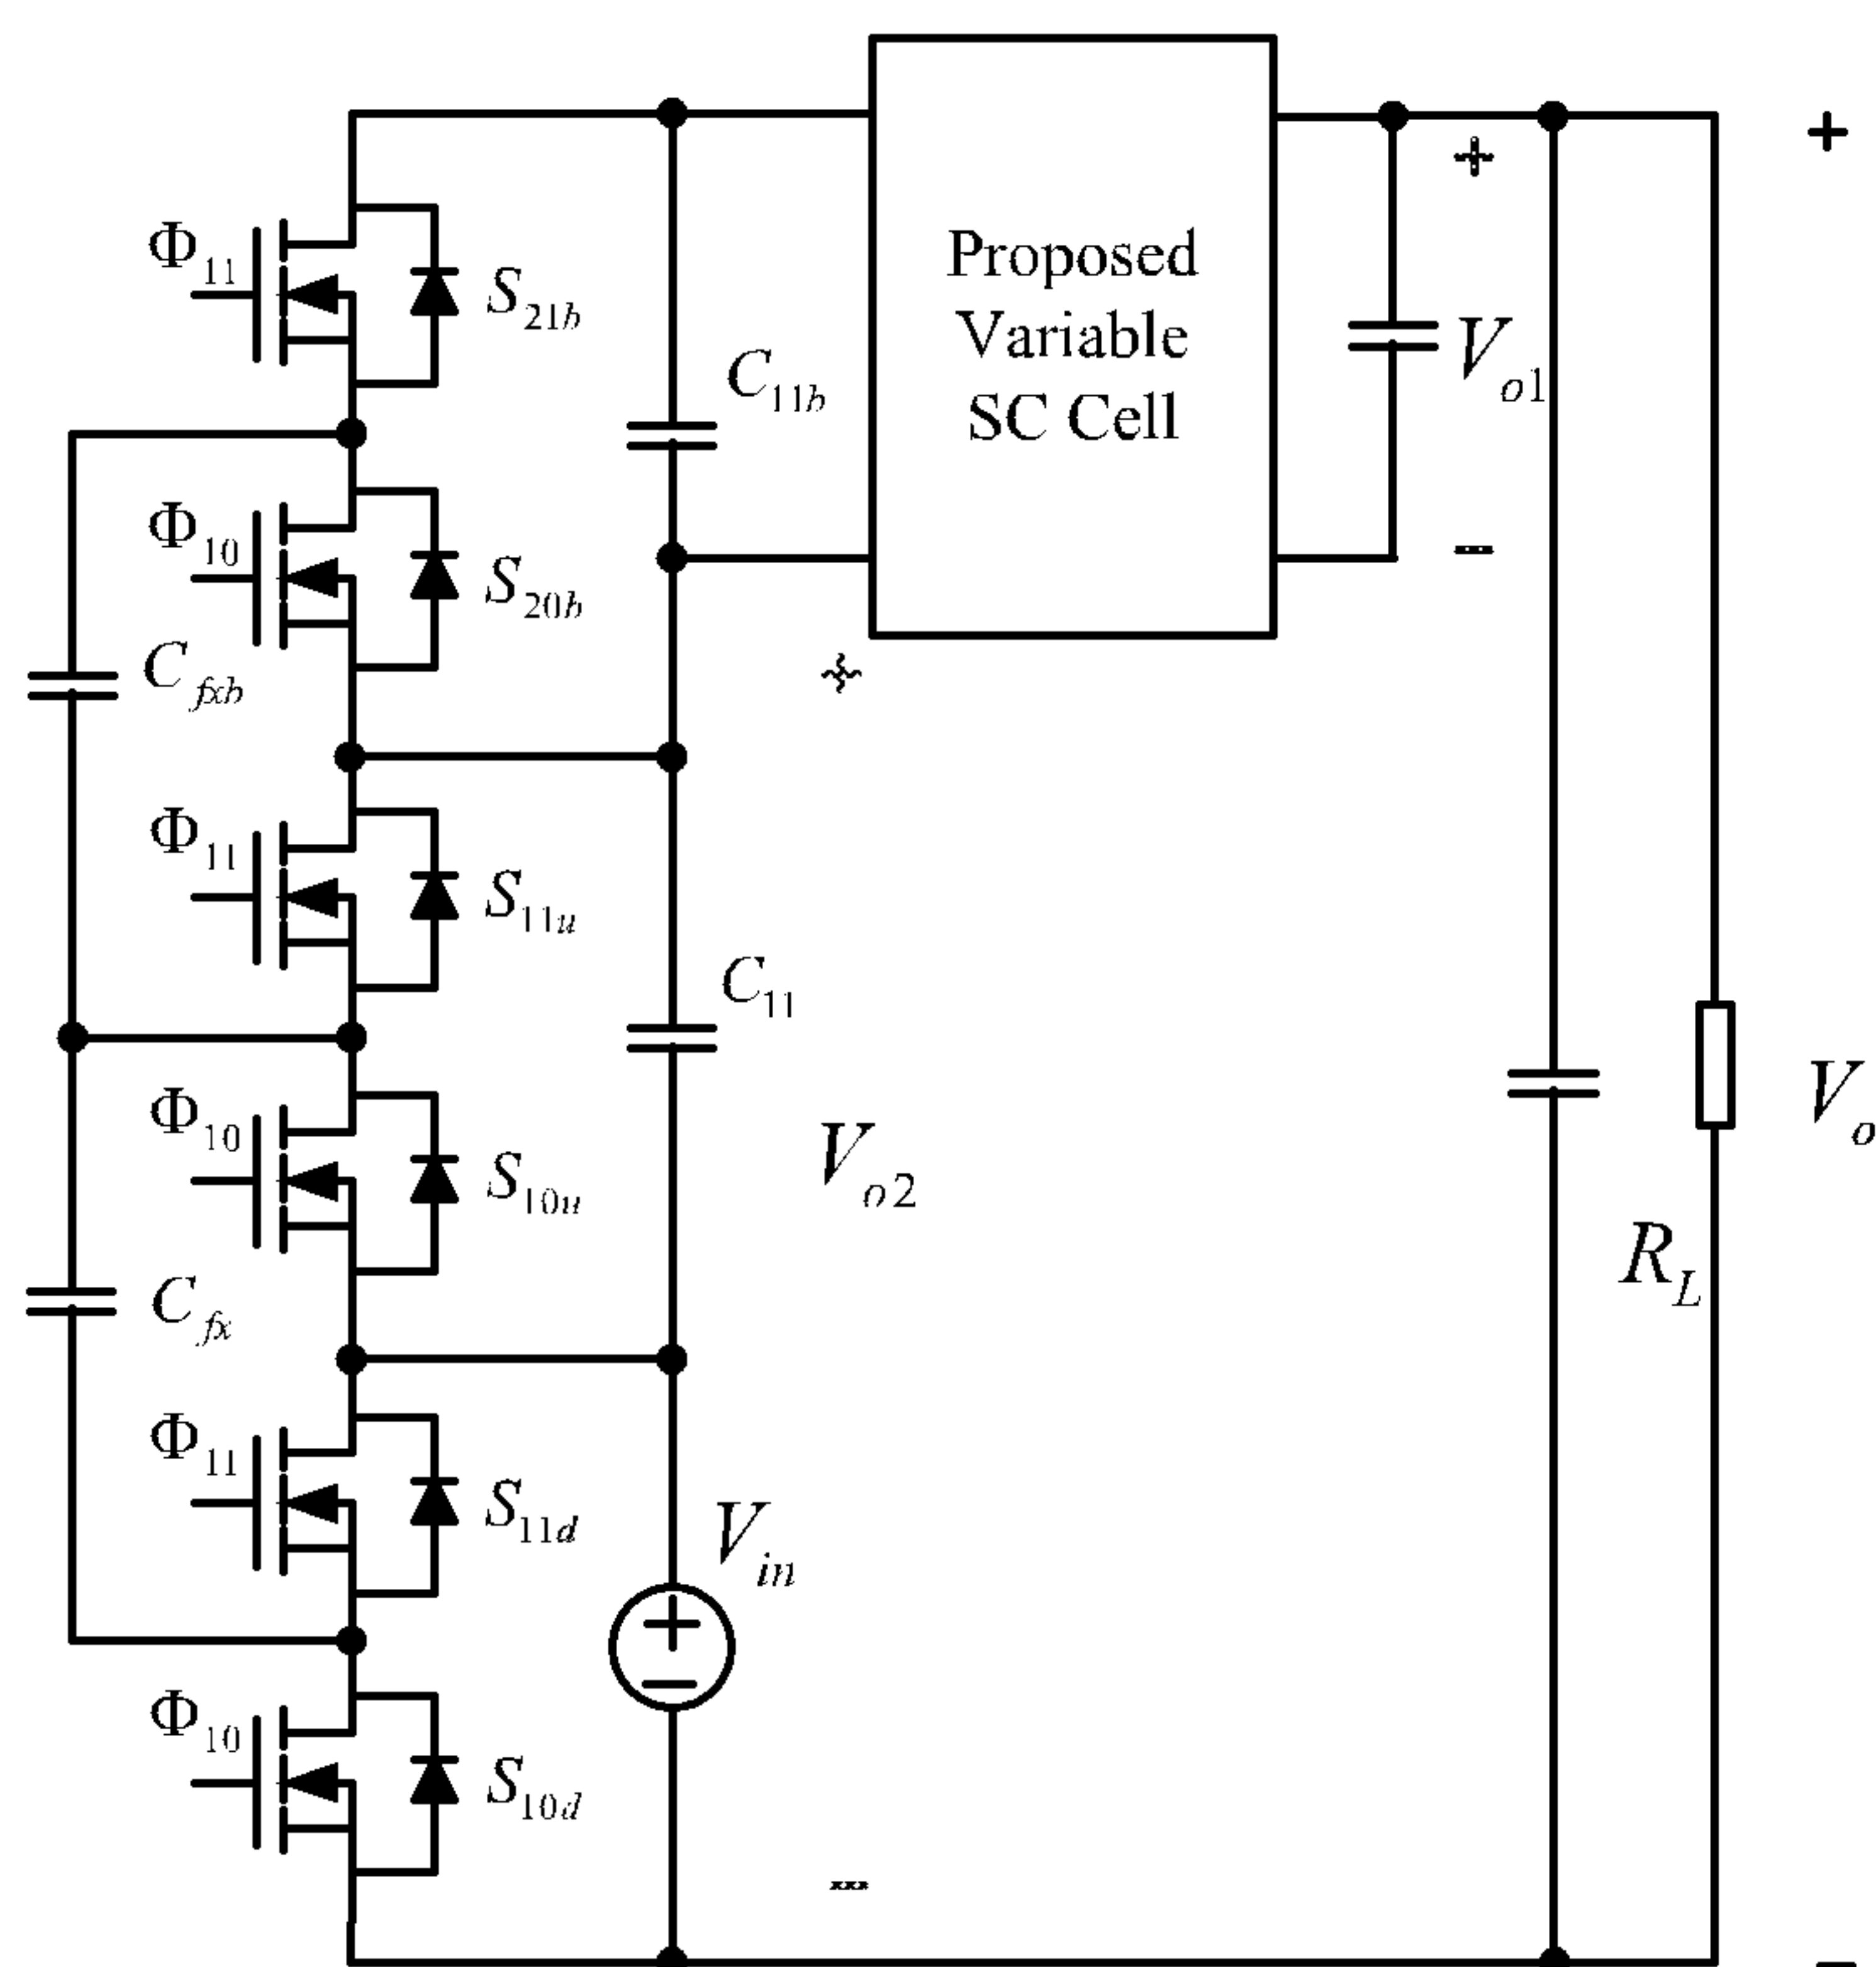 Φ11
S21b
Φ10
S20b
Cfxb
Φ11
S11u
Φ10
S10u
Cfx
Φ11
S11d
Φ10
S10d
C11b
C11
Vin
+
−
Proposed
Variable
SC Cell
+
Vo1
−
+
Vo2
−
RL
+
Vo
−